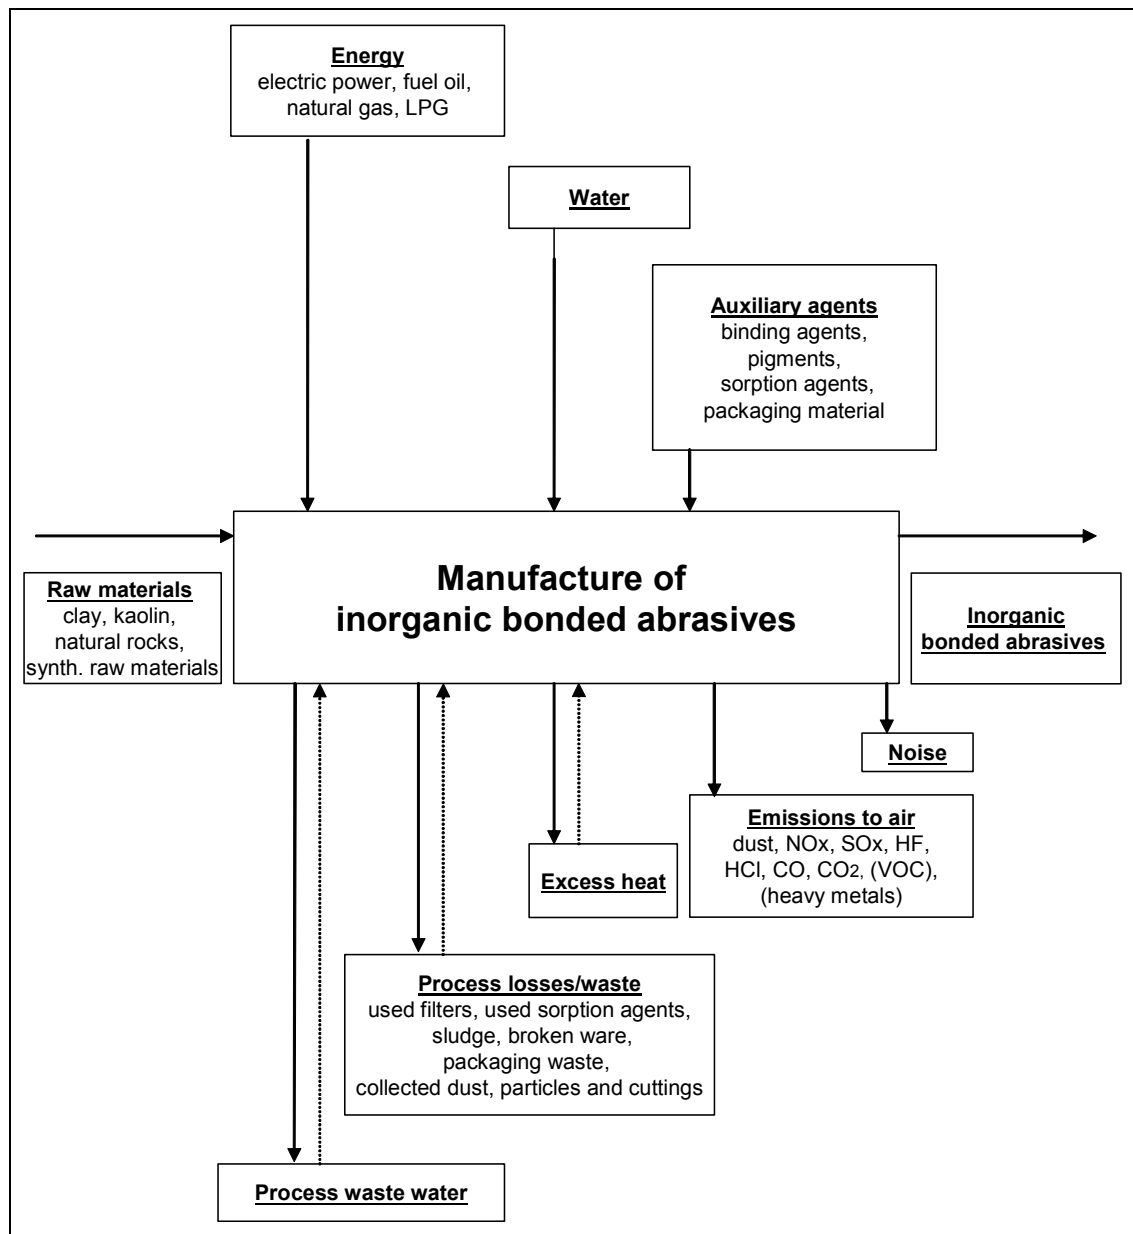 Energy
electric power, fuel oil,
natural gas, LPG
Water
Auxiliary agents
binding agents,
pigments,
sorption agents,
packaging material
Raw materials
clay, kaolin,
natural rocks,
synth. raw materials
Manufacture of
inorganic bonded abrasives
Inorganic
bonded abrasives
Noise
Emissions to air
dust, NOx, SOx, HF,
HCl, CO, CO2, (VOC),
(heavy metals)
Excess heat
Process losses/waste
used filters, used sorption agents,
sludge, broken ware,
packaging waste,
collected dust, particles and cuttings
Process waste water